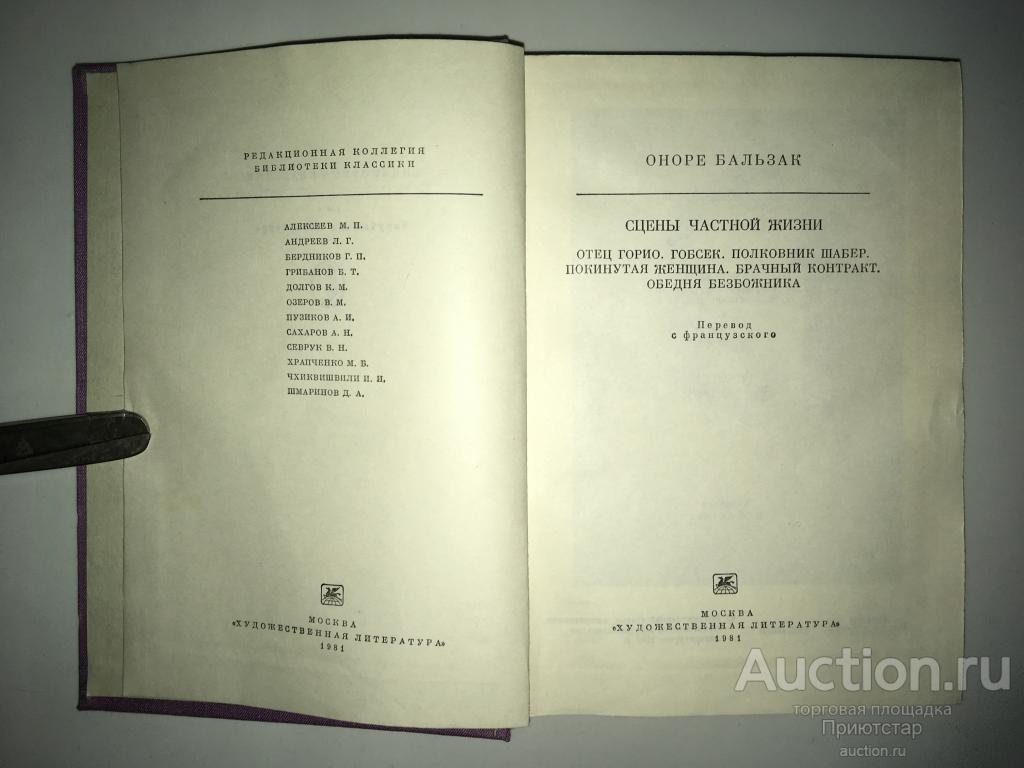 РЕДАКЦИОННАЯ КОЛЛЕГИЯ
БИБЛИОТЕКИ КЛАССИКИ
АЛЕКСЕЕВ М. П.
АНДРЕЕВ Л. Г.
БЕРДНИКОВ Г. П.
ГРИБАНОВ Б. Т.
ДОЛГОВ К. М.
ОЗЕРОВ В. М.
ПУЗИКОВ А. И.
САХАРОВ А. Н.
СЕВРУК В. Н.
ХРАПЧЕНКО М. Б.
ЧХИКВИШВИЛИ И. И.
ШМАРИНОВ Д. А.
МОСКВА
«ХУДОЖЕСТВЕННАЯ ЛИТЕРАТУРА»
1981
ОНОРЕ БАЛЬЗАК
СЦЕНЫ ЧАСТНОЙ ЖИЗНИ
ОТЕЦ ГОРИО. ГОБСЕК. ПОЛКОВНИК ШАБЕР.
ПОКИНУТАЯ ЖЕНЩИНА. БРАЧНЫЙ КОНТРАКТ.
ОБЕДНЯ БЕЗБОЖНИКА
Перевод
с французского
МОСКВА
«ХУДОЖЕСТВЕННАЯ ЛИТЕРАТУРА»
1981
Auction.ru
торговая площадка
Приютстар
auction.ru